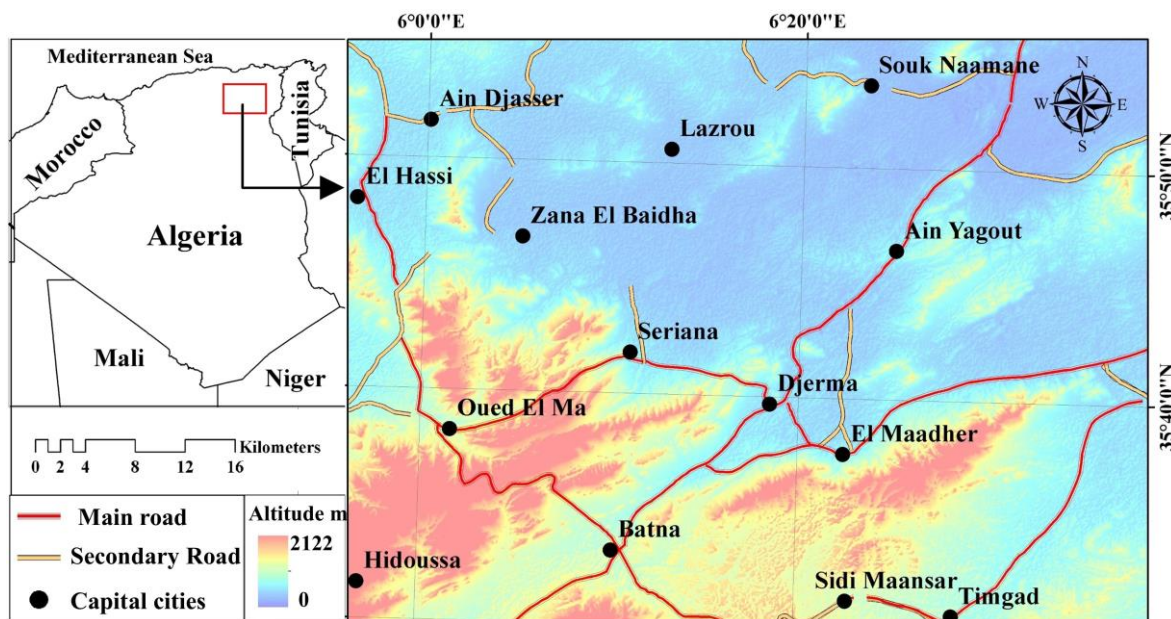 6°0'0"E
6°20'0"E
Mediterranean Sea
Morocco
Algeria
Tunisia
Mali
Niger
Ain Djasser
Souk Naamane
N
W
E
S
Lazrou
El Hassi
35°50'0"N
Zana El Baidha
Ain Yagout
Seriana
Djerma
35°40'0"N
Oued El Ma
El Maadher
Batna
Hidoussa
Sidi Maansar
Timgad
Kilometers
0 2 4 8 12 16
Main road
Secondary Road
Capital cities
Altitude m
2122
0